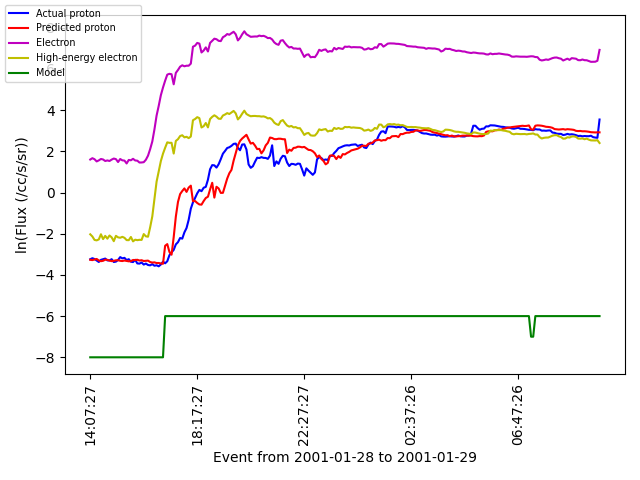 Actual proton
Predicted proton
Electron
High-energy electron
Model
ln(Flux (/cc/s/sr))
4
2
0
−2
−4
−6
−8
14:07:27
18:17:27
22:27:27
02:37:26
06:47:26
Event from 2001-01-28 to 2001-01-29